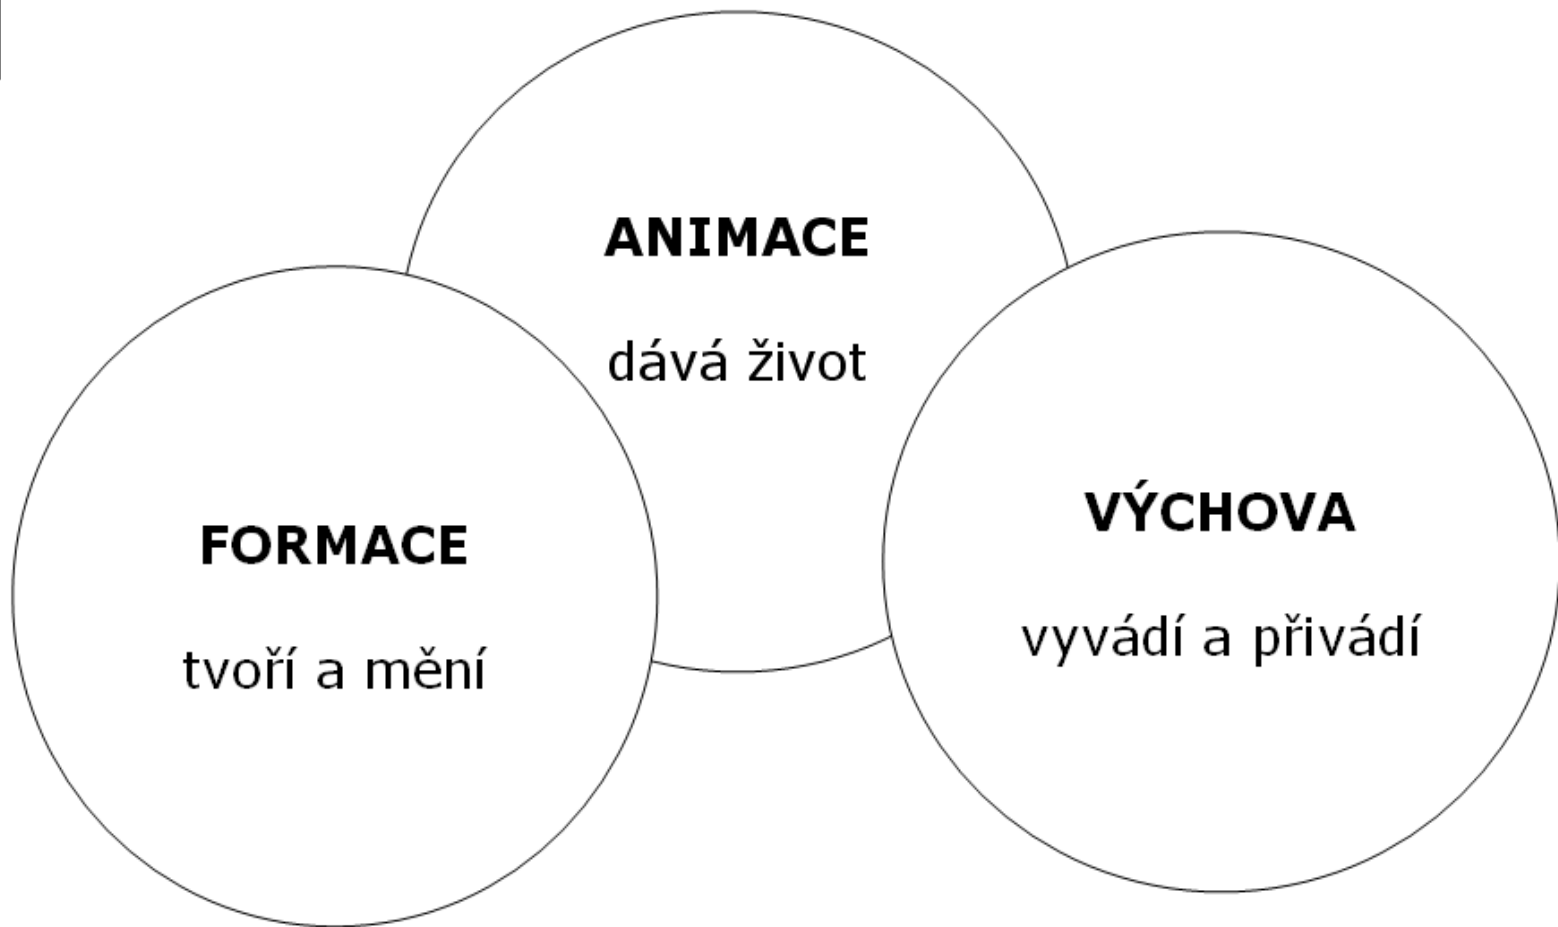 ANIMACE
dává život
FORMACE
tvoří a mění
VÝCHOVA
vyvádí a přivádí